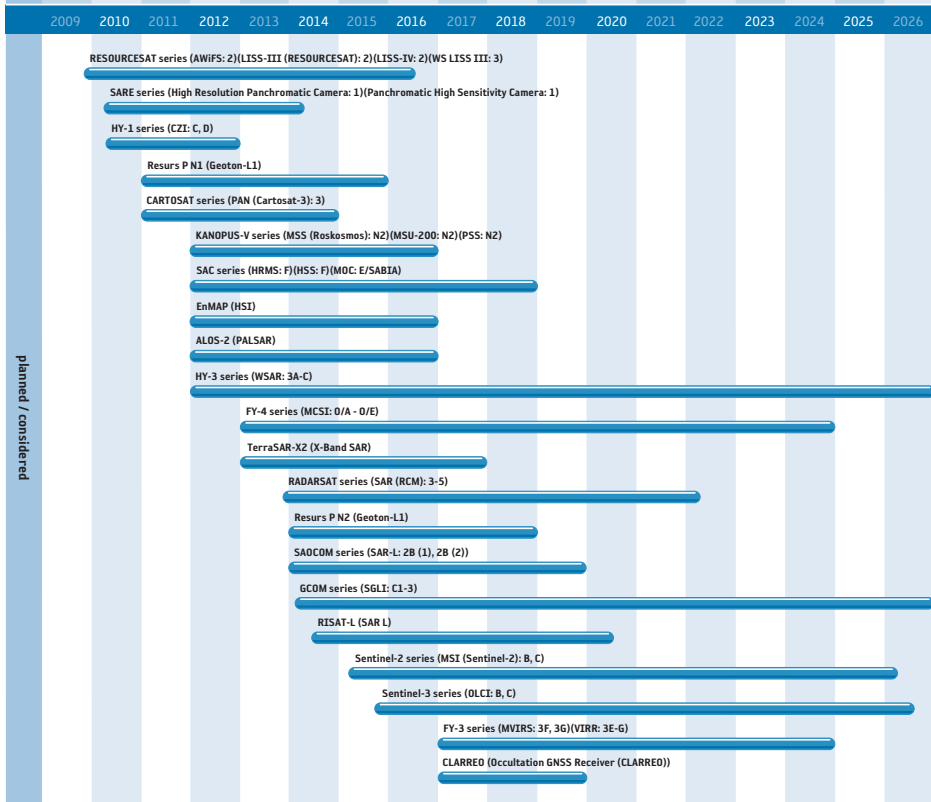 2009 2010 2011 2012 2013 2014 2015 2016 2017 2018 2019 2020 2021 2022 2023 2024 2025 2026
planned / considered
RESOURCESAT series (AWiFS: 2)(LISS-III (RESOURCESAT): 2)(LISS-IV: 2)(WS LISS III: 3)
SARE series (High Resolution Panchromatic Camera: 1)(Panchromatic High Sensitivity Camera: 1)
HY-1 series (CZI: C, D)
Resurs P N1 (Geoton-L1)
CARTOSAT series (PAN (Cartosat-3): 3)
KANOPUS-V series (MSS (Roskosmos): N2)(MSU-200: N2)(PSS: N2)
SAC series (HRMS: F)(HSS: F)(MOC: E/SABIA)
EnMAP (HSI)
ALOS-2 (PALSAR)
HY-3 series (WSAR: 3A-C)
FY-4 series (MCSI: O/A - O/E)
TerraSAR-X2 (X-Band SAR)
RADARSAT series (SAR (RCM): 3-5)
Resurs P N2 (Geoton-L1)
SAOCOM series (SAR-L: 2B (1), 2B (2))
GCOM series (SGLI: C1-3)
RISAT-L (SAR L)
Sentinel-2 series (MSI (Sentinel-2): B, C)
Sentinel-3 series (OLCI: B, C)
FY-3 series (MVIRS: 3F, 3G)(VIRR: 3E-G)
CLARREO (Occultation GNSS Receiver (CLARREO))